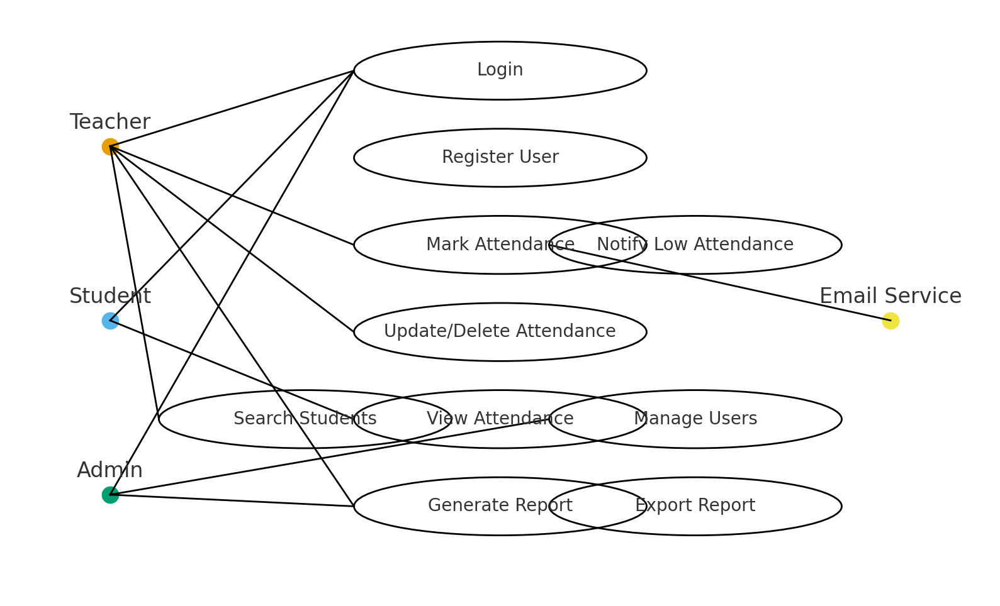 Login
Teacher
Register User
Mark Attendance
Notify Low Attendance
Student
Email Service
Update/Delete Attendance
Search Students
View Attendance
Manage Users
Admin
Generate Report
Export Report